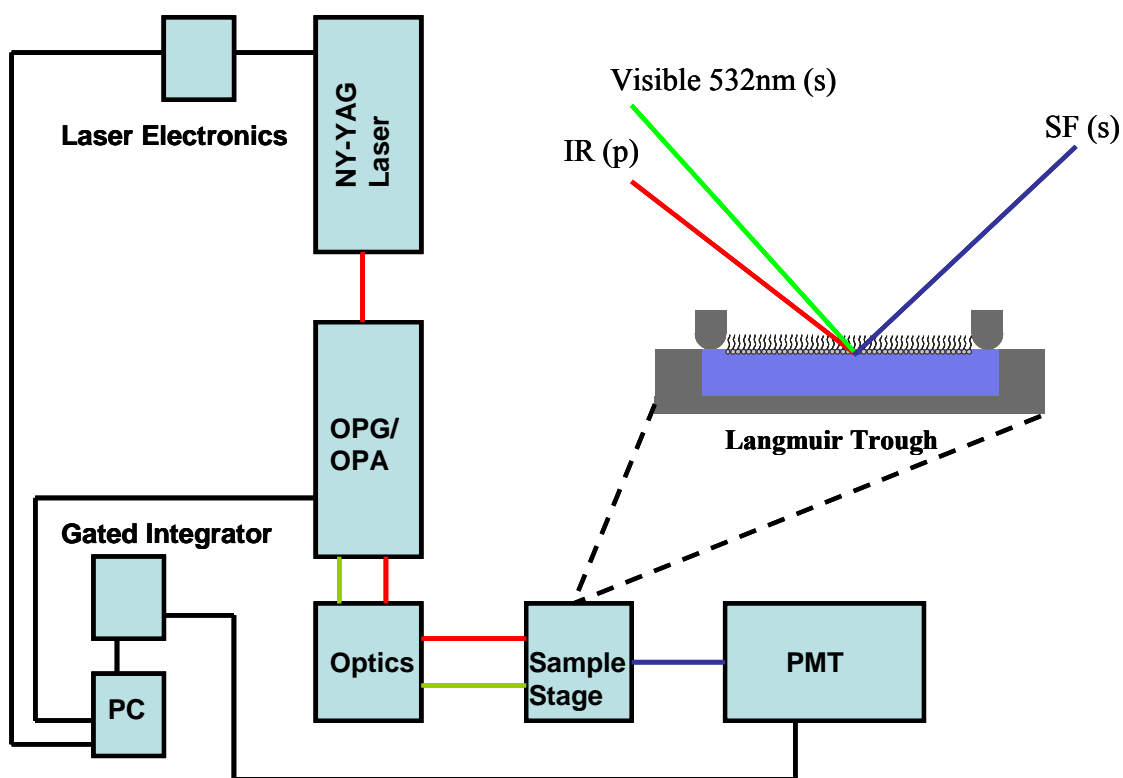 Laser Electronics
NY-YAG
Laser
Visible 532nm (s)
IR (p)
SF (s)
Langmuir Trough
OPG/
OPA
Gated Integrator
PC
Optics
Sample
Stage
PMT